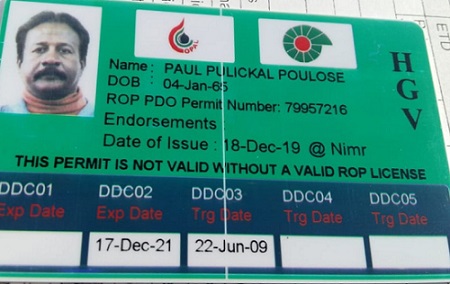 OPAL
Name : PAUL PULICKAL POULOSE
DOB : 04-Jan-65
ROP PDO Permit Number: 79957216
Endorsements
Date of Issue : 18-Dec-19 @ Nimr
HGV
THIS PERMIT IS NOT VALID WITHOUT A VALID ROP LICENSE
DDC01 DDC02 DDC03 DDC04 DDC05
Exp Date Exp Date Trg Date Trg Date Trg Date
17-Dec-21 22-Jun-09